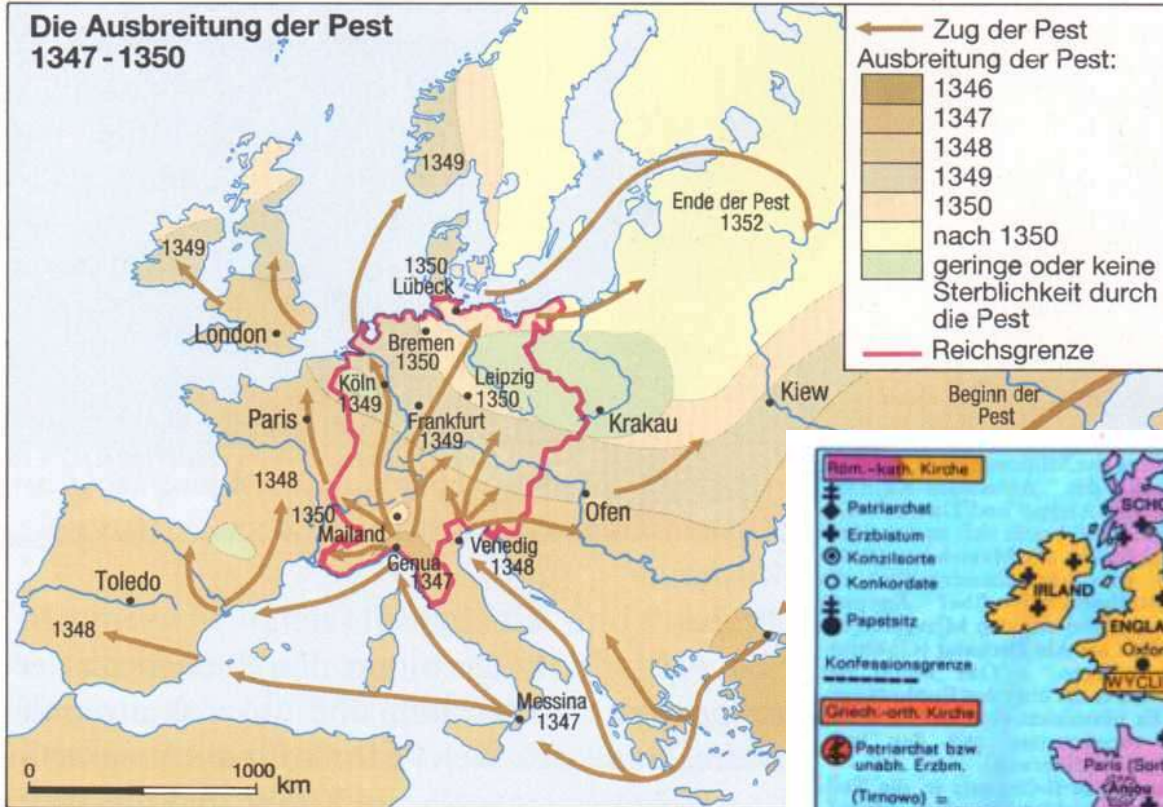 Die Ausbreitung der Pest
1347 - 1350
Zug der Pest
Ausbreitung der Pest:
1346
1347
1348
1349
1350
nach 1350
geringe oder keine
Sterblichkeit durch
die Pest
Reichsgrenze
1349
Ende der Pest
1352
1349
1350
Lübeck
London
Bremen
1350
Köln
1349
Leipzig
1350
Kiew
Beginn der
Pest
Paris
Frankfurt
1349
Krakau
1348
1350
Ofen
Mailand
Venedig
1348
Genua
1347
Toledo
1348
Messina
1347
0 1000
km
Röm.-kath. Kirche
Patriarchat
Erzbistum
Konzilsorte
Konkordate
Papstsitz
Konfessionsgrenze
Griech.-orth. Kirche
Patriarchat bzw
unabh. Erzbm.
(Tirnowo) =
SCHO
IRLAND
ENGLA
Oxfor
WYCLI
Paris (Sor
Anjou